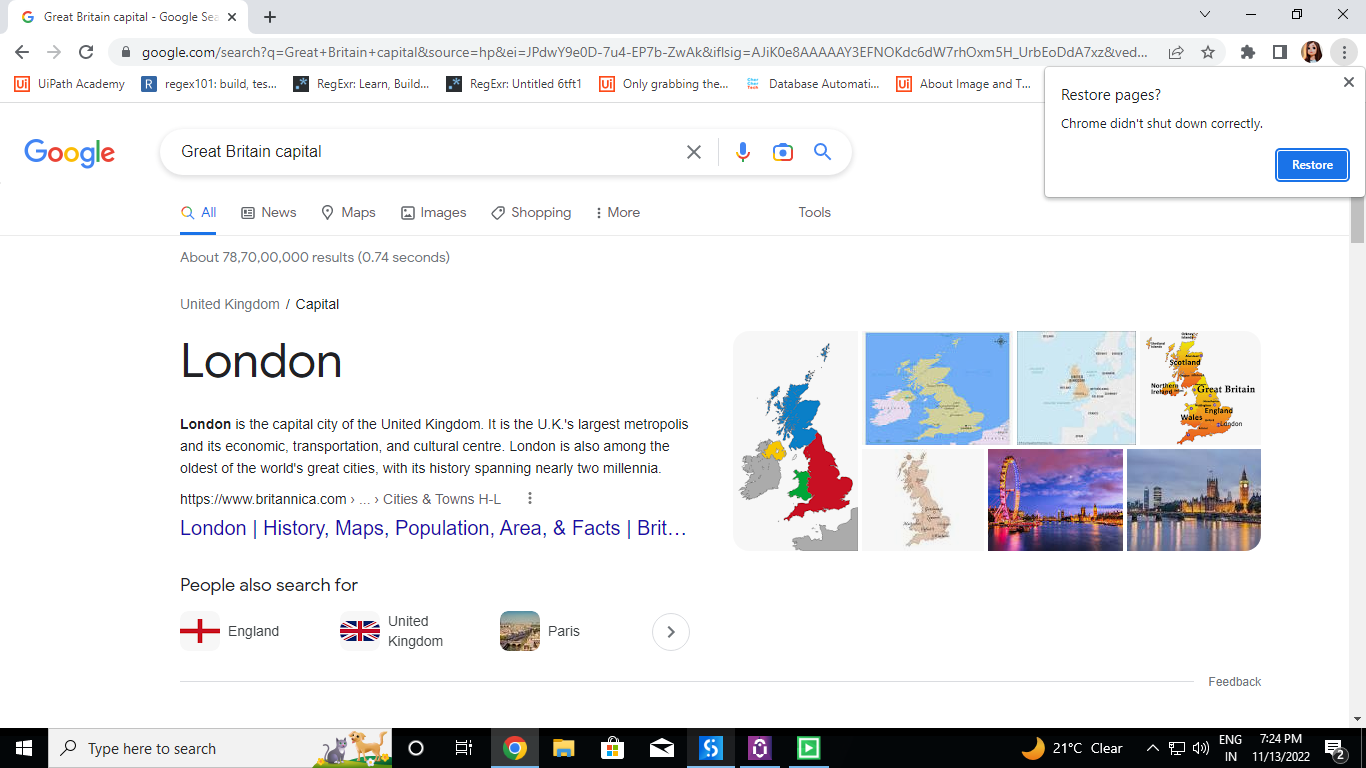 Great Britain capital - Google Sea
google.com/search?q=Great+Britain+capital&source=hp&ei=JPdwY9e0D-7u4-EP7b-ZwAk&iflsig=AJiK0e8AAAAAY3EFNOKdc6dW7rhOxm5H_UrbEoDdA7xz&ved...
UiPath Academy
regex101: build, tes...
RegExr: Learn, Build...
RegExr: Untitled 6tft1
Only grabbing the...
Database Automati...
About Image and T...
Restore pages?
Chrome didn't shut down correctly.
Restore
Google
Great Britain capital
All
News
Maps
Images
Shopping
More
Tools
About 78,70,00,000 results (0.74 seconds)
United Kingdom / Capital
London
London is the capital city of the United Kingdom. It is the U.K.'s largest metropolis
and its economic, transportation, and cultural centre. London is also among the
oldest of the world's great cities, with its history spanning nearly two millennia.
https://www.britannica.com › ... › Cities & Towns H-L
London | History, Maps, Population, Area, & Facts | Brit...
Scotland
Northern
Ireland
Great Britain
England
Wales
London
People also search for
England
United
Kingdom
Paris
Feedback
Type here to search
21°C Clear
ENG
IN
7:24 PM
11/13/2022
2